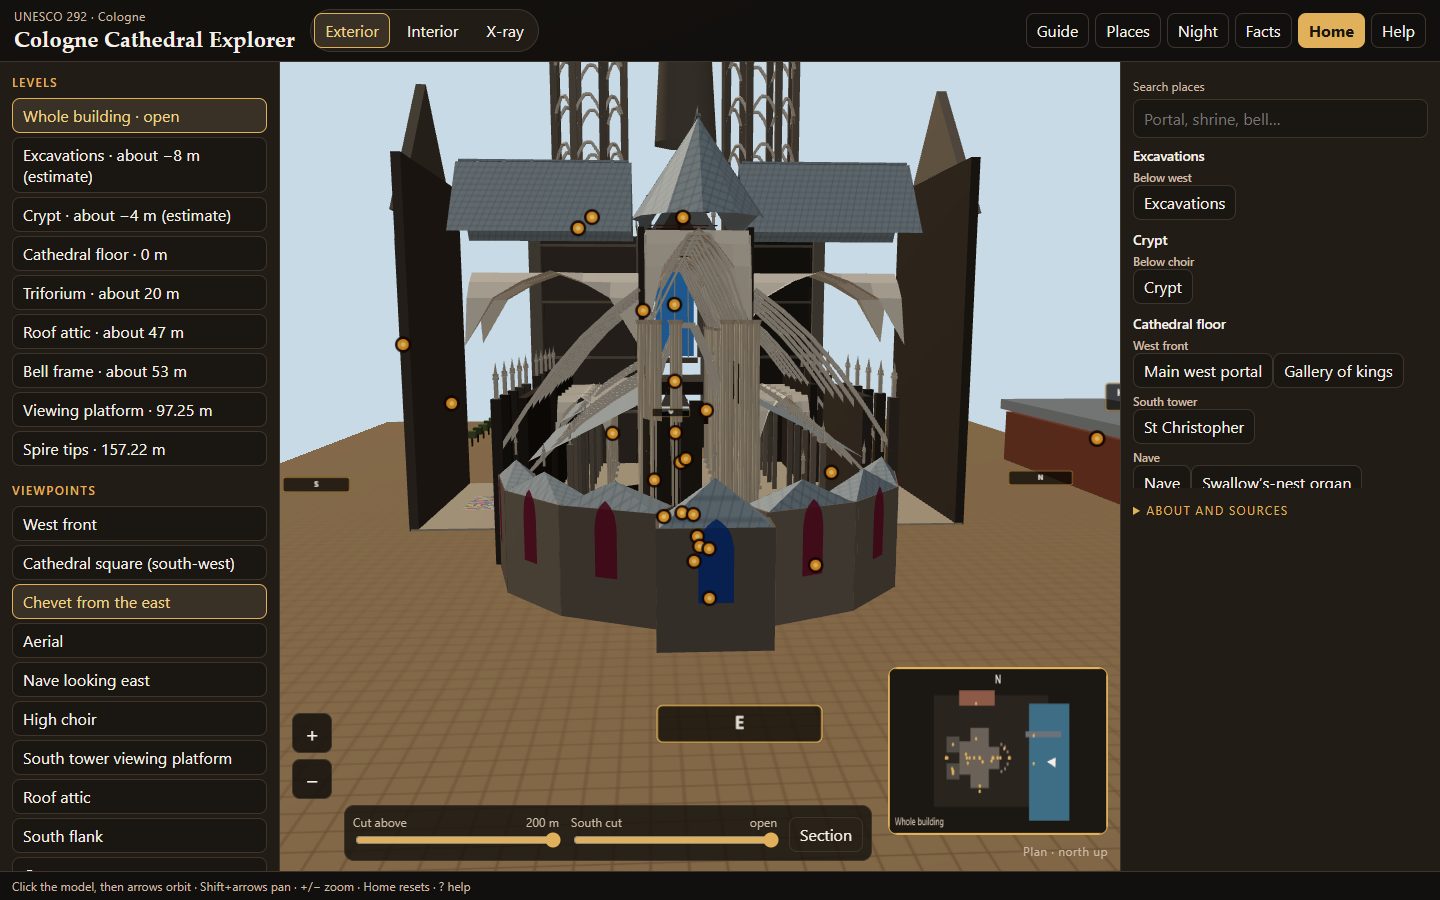 UNESCO 292 · Cologne
Cologne Cathedral Explorer
Exterior
Interior
X-ray
Guide
Places
Night
Facts
Home
Help
LEVELS
Whole building · open
Excavations · about −8 m
(estimate)
Crypt · about −4 m (estimate)
Cathedral floor · 0 m
Triforium · about 20 m
Roof attic · about 47 m
Bell frame · about 53 m
Viewing platform · 97.25 m
Spire tips · 157.22 m
VIEWPOINTS
West front
Cathedral square (south-west)
Chevet from the east
Aerial
Nave looking east
High choir
South tower viewing platform
Roof attic
South flank
S
N
E
+
−
Cut above
200 m
South cut
open
Section
N
Whole building
Plan · north up
Search places
Portal, shrine, bell...
Excavations
Below west
Excavations
Crypt
Below choir
Crypt
Cathedral floor
West front
Main west portal
Gallery of kings
South tower
St Christopher
Nave
Nave
Swallow's-nest organ
▶ ABOUT AND SOURCES
Click the model, then arrows orbit · Shift+arrows pan · +/− zoom · Home resets · ? help